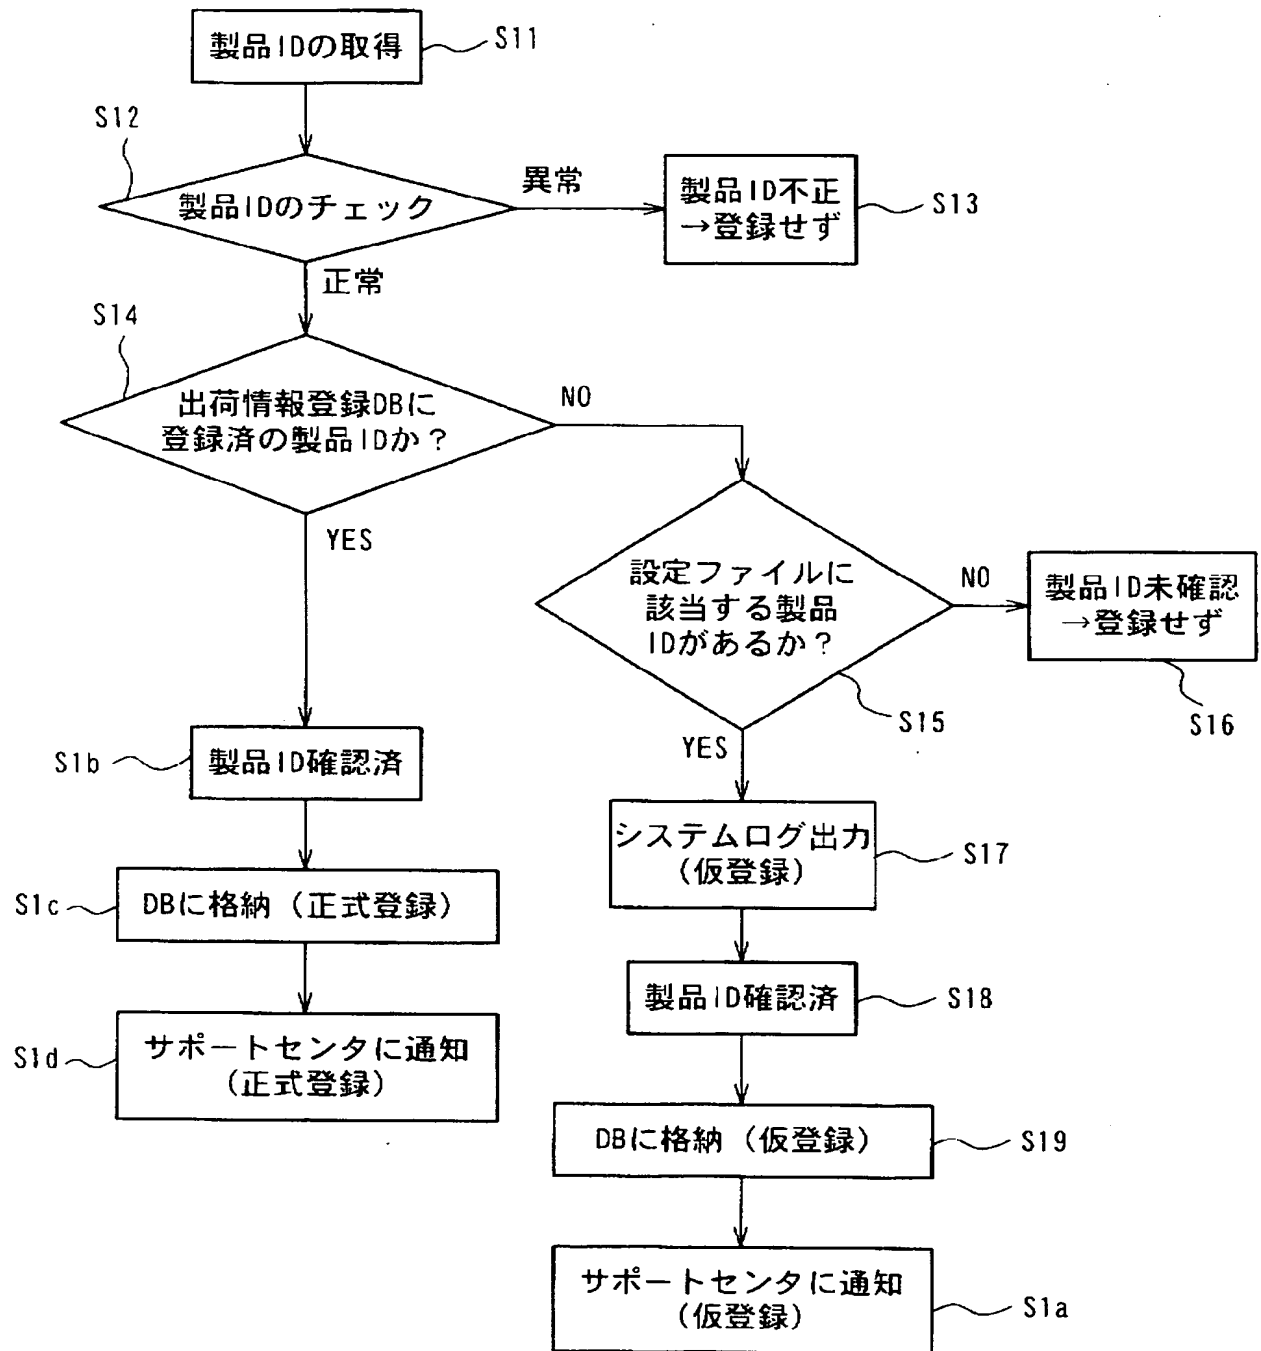 製品IDの取得
S11
S12
製品IDのチェック
異常
製品ID不正
→登録せず
S13
正常
S14
出荷情報登録DBに
登録済の製品IDか？
NO
YES
設定ファイルに
該当する製品
IDがあるか？
NO
製品ID未確認
→登録せず
S16
S15
YES
S1b
製品ID確認済
システムログ出力
(仮登録)
S17
S1c
DBに格納（正式登録）
製品ID確認済
S18
S1d
サポートセンタに通知
（正式登録）
DBに格納（仮登録）
S19
サポートセンタに通知
(仮登録)
S1a